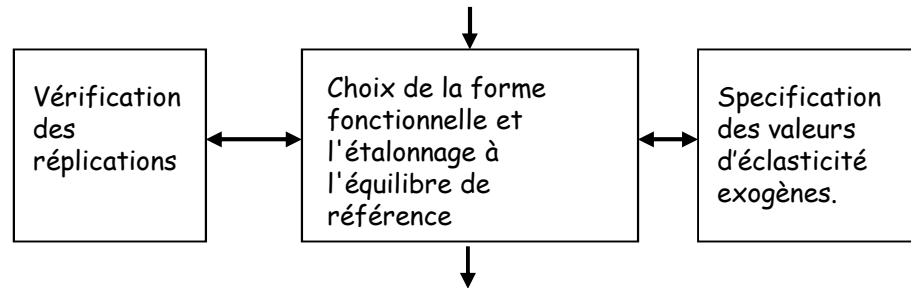 Vérification
des
réplications
Choix de la forme
fonctionnelle et
l'étalonnage à
l'équilibre de
référence
Specification
des valeurs
d'éclasticité
exogènes.